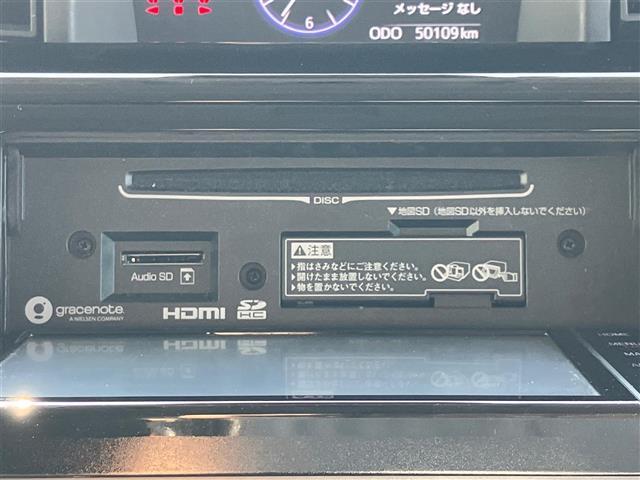 メッセージ なし
6
ODO 50109km
DISC
▼地図SD（地図SD以外を挿入しないでください）
Audio SD
⚠注意
▶指はさみなどにご注意ください。
▶開けたまま放置しないでください。
▶物を置かないでください。
gracenote.
A NIELSEN COMPANY
HDMI
SD
HC
HOME
MENU